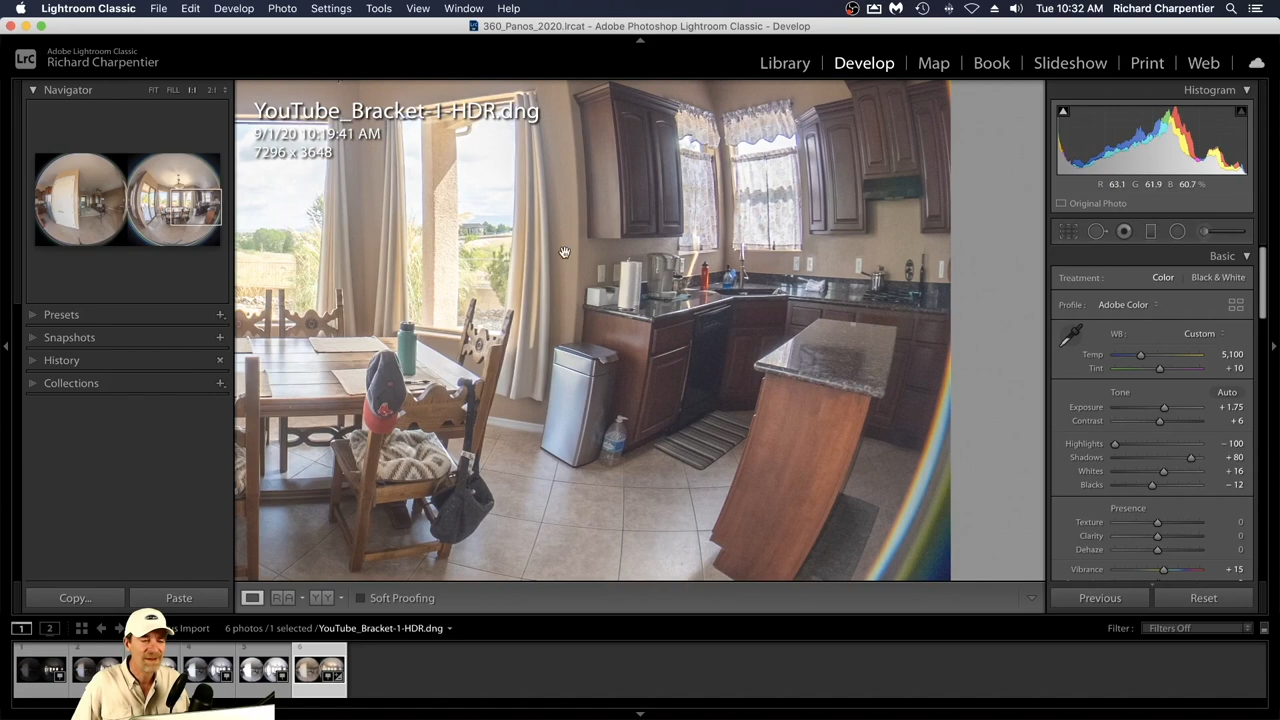 Lightroom Classic File Edit Develop Photo Settings Tools View Window Help Tue 10:32 AM Richard Charpentier
360_Panos_2020.lrcat - Adobe Photoshop Lightroom Classic - Develop
LrC
Adobe Lightroom Classic
Richard Charpentier
Library Develop Map Book Slideshow Print Web
Navigator FIT FILL 1:1 2:1
Presets
Snapshots
History
Collections
Copy... Paste
YouTube_Bracket-1-HDR.dng
9/1/20 10:19:41 AM
7296 x 3648
Soft Proofing
Histogram
R 63.1 G 61.9 B 60.7 %
Original Photo
Basic
Treatment : Color Black & White
Profile : Adobe Color
WB : Custom
Temp 5,100
Tint + 10
Tone Auto
Exposure + 1.75
Contrast + 6
Highlights - 100
Shadows + 80
Whites + 16
Blacks - 12
Presence
Texture 0
Clarity 0
Dehaze 0
Vibrance + 15
Previous Reset
1 2 us Import 6 photos / 1 selected / YouTube_Bracket-1-HDR.dng Filter : Filters Off
1 2 4 5 6